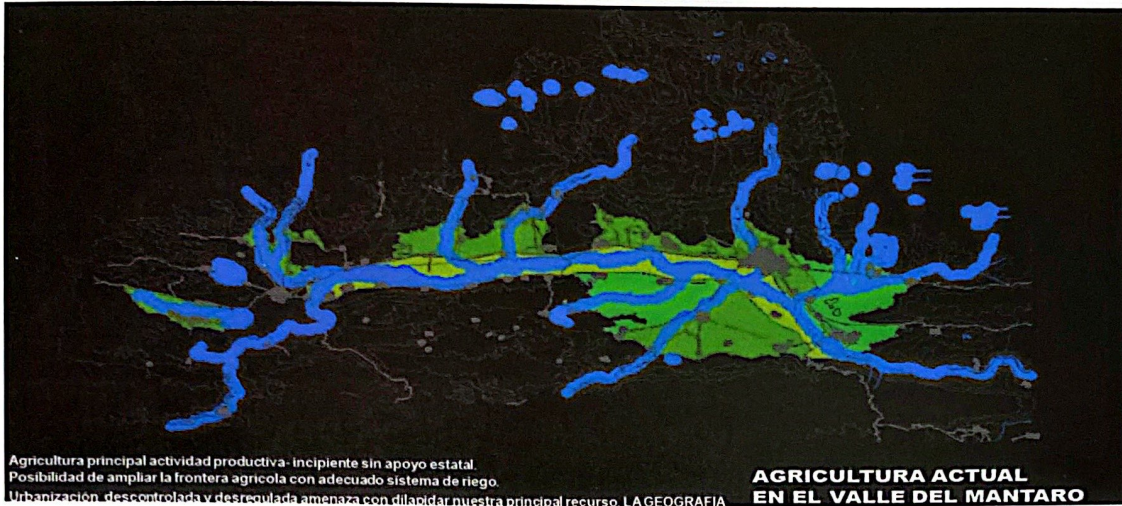 Agricultura principal actividad productiva- incipiente sin apoyo estatal.
Posibilidad de ampliar la frontera agrícola con adecuado sistema de riego.
Urbanización descontrolada y desregulada amenaza con dilapidar nuestra principal recurso. LA GEOGRAFIA
AGRICULTURA ACTUAL
EN EL VALLE DEL MANTARO